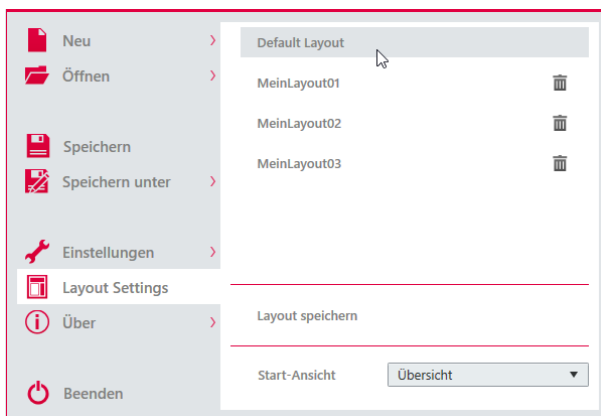 Neu
Öffnen
Speichern
Speichern unter
Einstellungen
Layout Settings
Über
Beenden
Default Layout
MeinLayout01
MeinLayout02
MeinLayout03
Layout speichern
Start-Ansicht Übersicht